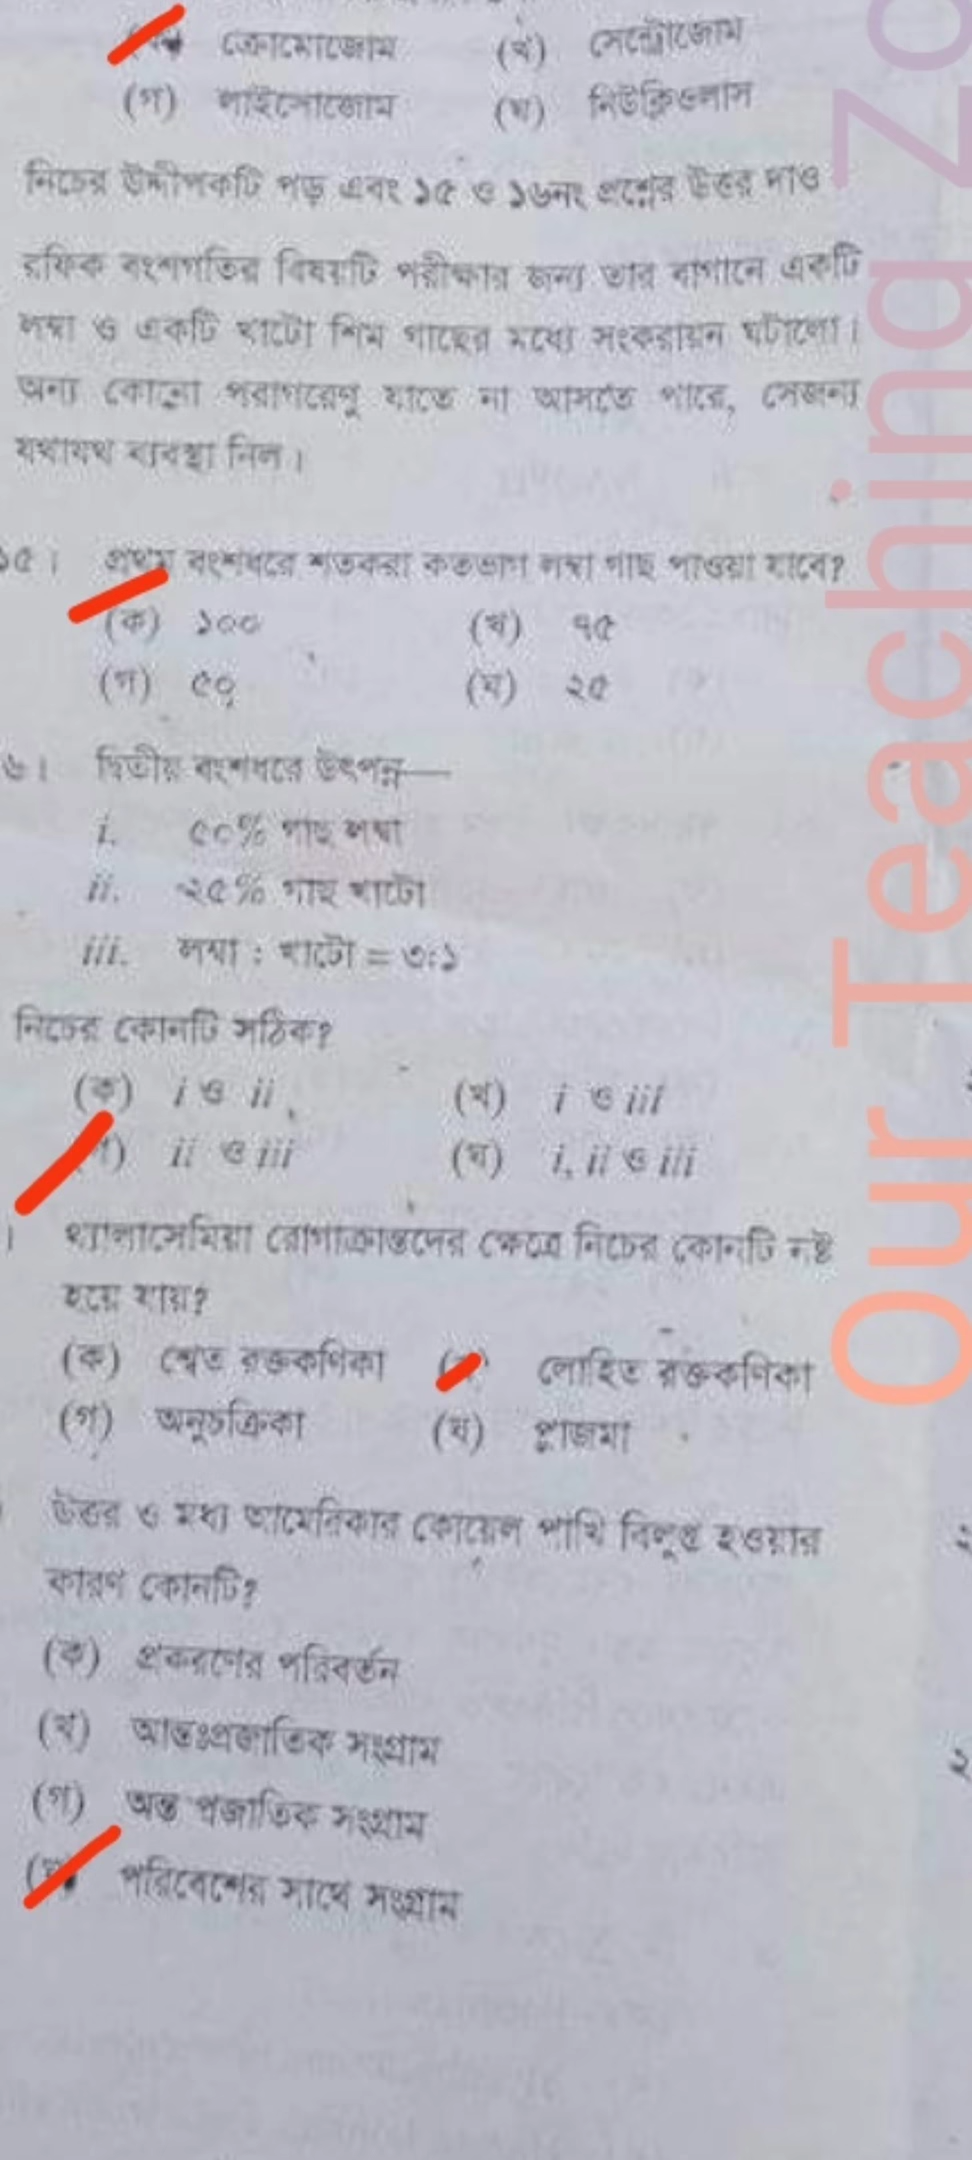 ক্রোমোজোম (খ) সেন্ট্রোজোম
(গ) লাইসোজোম (ঘ) নিউক্লিওলাস
নিচের উদ্দীপকটি পড় এবং ১৫ ও ১৬নং প্রশ্নের উত্তর দাও
রফিক বংশগতির বিষয়টি পরীক্ষার জন্য তার বাগানে একটি
লম্বা ও একটি খাটো শিম গাছের মধ্যে সংকরায়ন ঘটালো।
অন্য কোনো পরাগরেণু যাতে না আসতে পারে, সেজন্য
যথাযথ ব্যবস্থা নিল।
১৫। প্রথম বংশধরে শতকরা কতভাগ লম্বা গাছ পাওয়া যাবে?
(ক) ১০০ (খ) ৭৫
(গ) ৫০ (ঘ) ২৫
৬। দ্বিতীয় বংশধরে উৎপন্ন—
i. ৫০% গাছ লম্বা
ii. ২৫% গাছ খাটো
iii. লম্বা : খাটো = ৩:১
নিচের কোনটি সঠিক?
(ক) i ও ii (খ) i ও iii
(গ) ii ও iii (ঘ) i, ii ও iii
। থ্যালাসেমিয়া রোগাক্রান্তদের ক্ষেত্রে নিচের কোনটি নষ্ট
হয়ে যায়?
(ক) শ্বেত রক্তকণিকা লোহিত রক্তকণিকা
(গ) অনুচক্রিকা (ঘ) প্লাজমা
উত্তর ও মধ্য আমেরিকার কোয়েল পাখি বিলুপ্ত হওয়ার
কারণ কোনটি?
(ক) প্রকরণের পরিবর্তন
(খ) আন্তঃপ্রজাতিক সংগ্রাম
(গ) অন্ত প্রজাতিক সংগ্রাম
(ঘ) পরিবেশের সাথে সংগ্রাম
Our Teaching Zo